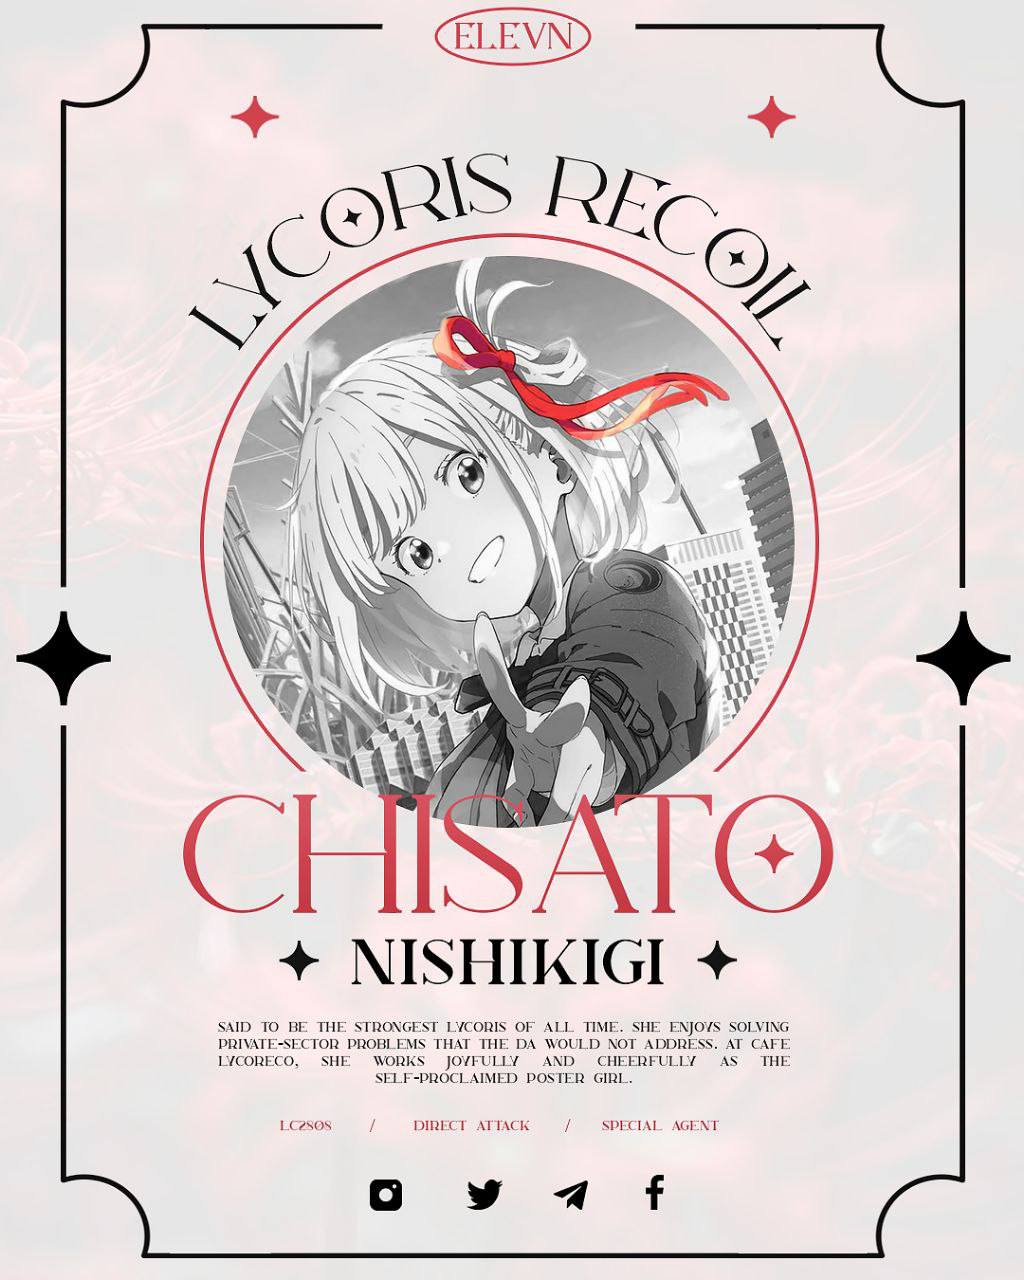 ELEVN
LYCORIS RECOIL
CHISATO
NISHIKIGI
SAID TO BE THE STRONGEST LYCORIS OF ALL TIME. SHE ENJOYS SOLVING
PRIVATE-SECTOR PROBLEMS THAT THE DA WOULD NOT ADDRESS. AT CAFE
LYCORECO, SHE WORKS JOYFULLY AND CHEERFULLY AS THE
SELF-PROCLAIMED POSTER GIRL.
LC2808 / DIRECT ATTACK / SPECIAL AGENT